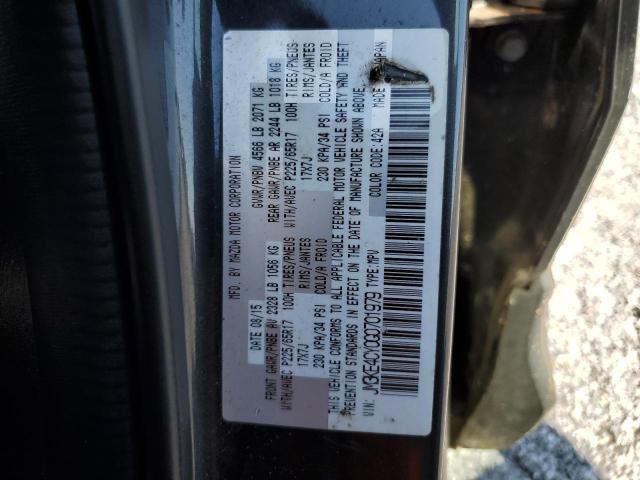 MFD. BY MAZDA MOTOR CORPORATION
DATE 08/15 GVWR/PNBV 4566 LB 2071 KG
FRONT GAWR/PNBE AV 2328 LB 1056 KG REAR GAWR/PNBE AR 2244 LB 1018 KG
WITH/AVEC P225/65R17 100H TIRES/PNEUS WITH/AVEC P225/65R17 100H TIRES/PNEUS
17X7J RIMS/JANTES 17X7J RIMS/JANTES
230 KPA/34 PSI COLD/A FROID 230 KPA/34 PSI COLD/A FROID
THIS VEHICLE CONFORMS TO ALL APPLICABLE FEDERAL MOTOR VEHICLE SAFETY AND THEFT
PREVENTION STANDARDS IN EFFECT ON THE DATE OF MANUFACTURE SHOWN ABOVE.
VIN: JM3KE4CY0G0701979 TYPE:MPV COLOR CODE:42A MADE JAPAN